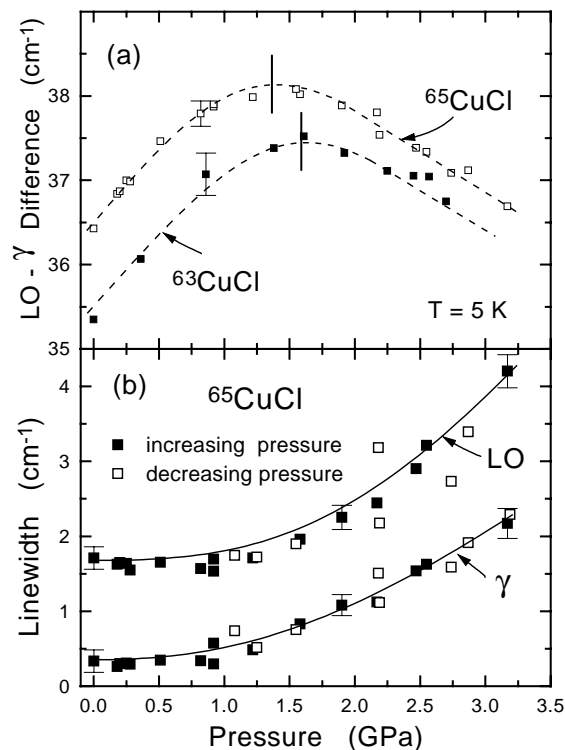 (a)
LO - γ Difference (cm-1)
38
37
36
35
65CuCl
63CuCl
T = 5 K
(b)
65CuCl
increasing pressure
decreasing pressure
LO
γ
Linewidth (cm-1)
4
3
2
1
0
0.0 0.5 1.0 1.5 2.0 2.5 3.0 3.5
Pressure (GPa)